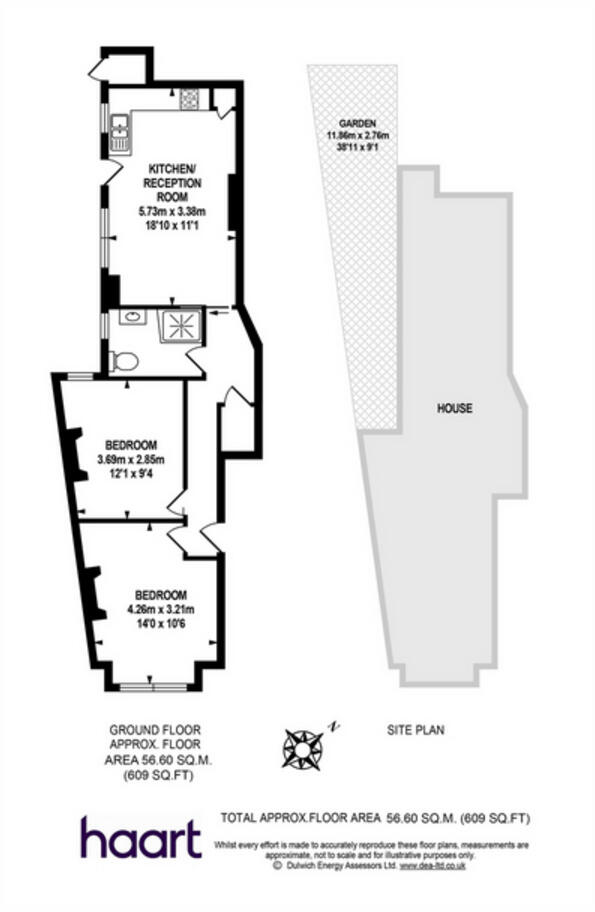 GARDEN
11.86m x 2.76m
38'11 x 9'1
KITCHEN/
RECEPTION
ROOM
5.73m x 3.38m
18'10 x 11'1
HOUSE
BEDROOM
3.69m x 2.85m
12'1 x 9'4
BEDROOM
4.26m x 3.21m
14'0 x 10'6
GROUND FLOOR
APPROX. FLOOR
AREA 56.60 SQ.M.
(609 SQ.FT)
N
SITE PLAN
TOTAL APPROX.FLOOR AREA 56.60 SQ.M. (609 SQ.FT)
haart
Whilst every effort is made to accurately reproduce these floor plans, measurements are
approximate, not to scale and for illustrative purposes only.
© Dulwich Energy Assessors Ltd. www.dea-ltd.co.uk